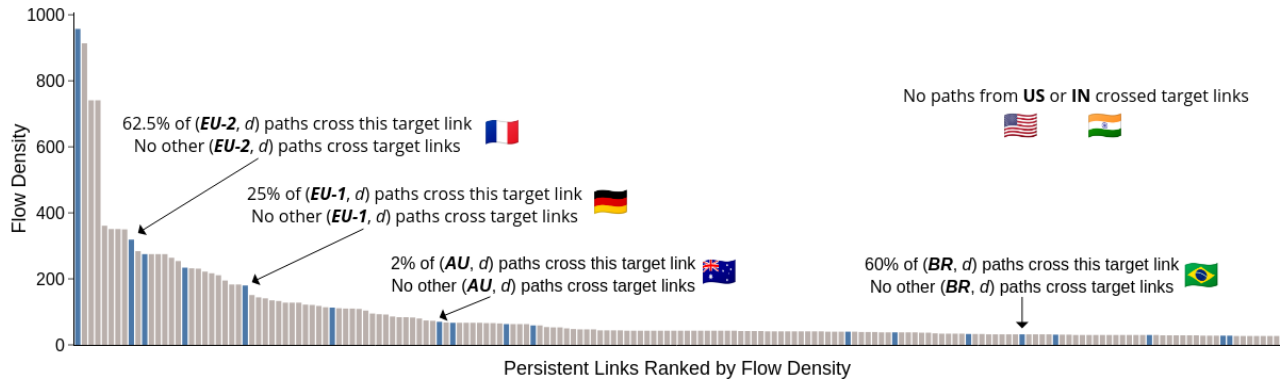 1000
800
600
400
200
0
Flow Density
62.5% of (EU-2, d) paths cross this target link
No other (EU-2, d) paths cross target links
25% of (EU-1, d) paths cross this target link
No other (EU-1, d) paths cross target links
2% of (AU, d) paths cross this target link
No other (AU, d) paths cross target links
No paths from US or IN crossed target links
60% of (BR, d) paths cross this target link
No other (BR, d) paths cross target links
Persistent Links Ranked by Flow Density